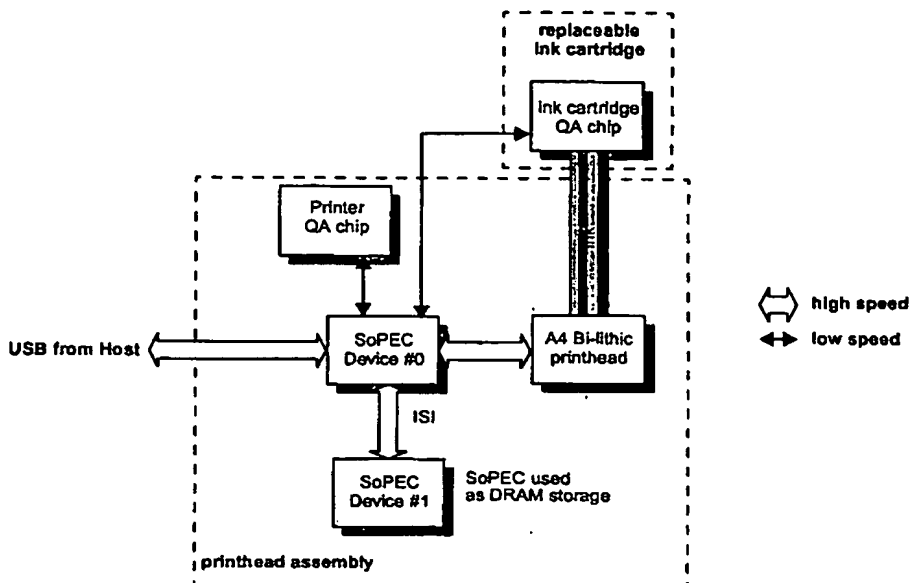 replaceable
ink cartridge
ink cartridge
QA chip
Printer
QA chip
ink
high speed
low speed
USB from Host
SoPEC
Device #0
A4 Bi-lithic
printhead
ISI
SoPEC
Device #1
SoPEC used
as DRAM storage
printhead assembly